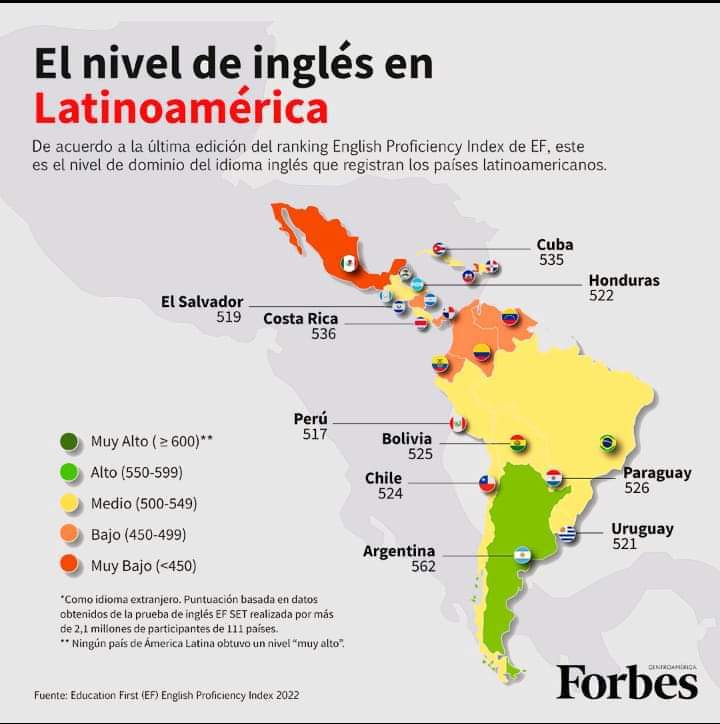 El nivel de inglés en
Latinoamérica
De acuerdo a la última edición del ranking English Proficiency Index de EF, este
es el nivel de dominio del idioma inglés que registran los países latinoamericanos.
Cuba
535
Honduras
522
El Salvador
519
Costa Rica
536
Perú
517
Bolivia
525
Chile
524
Paraguay
526
Uruguay
521
Argentina
562
Muy Alto ( ≥ 600)**
Alto (550-599)
Medio (500-549)
Bajo (450-499)
Muy Bajo (<450)
*Como idioma extranjero. Puntuación basada en datos
obtenidos de la prueba de inglés EF SET realizada por más
de 2,1 millones de participantes de 111 países.
** Ningún país de Ámerica Latina obtuvo un nivel “muy alto”.
Fuente: Education First (EF) English Proficiency Index 2022
CENTROAMÉRICA
Forbes